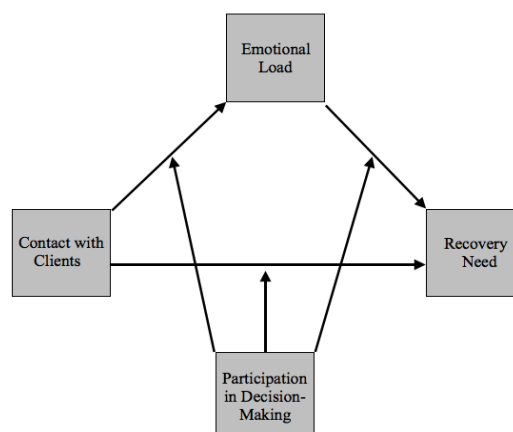 Emotional
Load
Contact with
Clients
Recovery
Need
Participation
in Decision-
Making